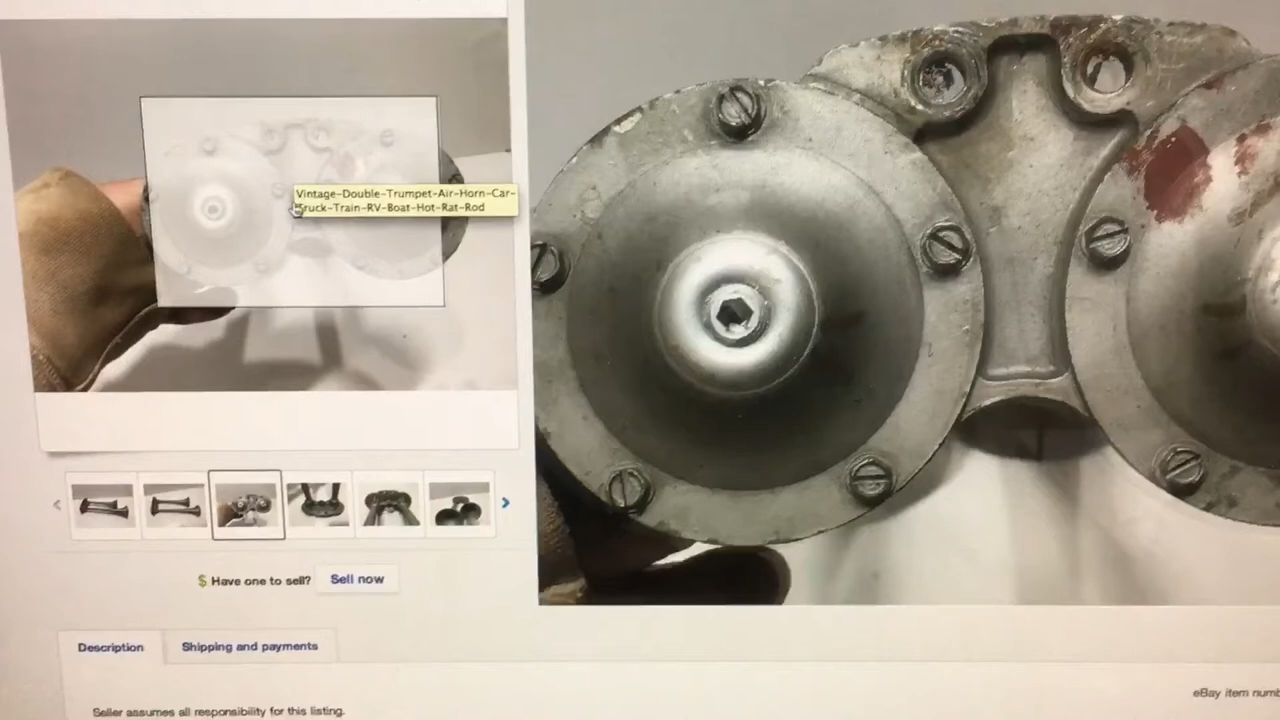 Vintage-Double-Trumpet-Air-Horn-Car-
Truck-Train-RV-Boat-Hot-Rat-Rod
$ Have one to sell? Sell now
Description Shipping and payments
eBay item numb
Seller assumes all responsibility for this listing.